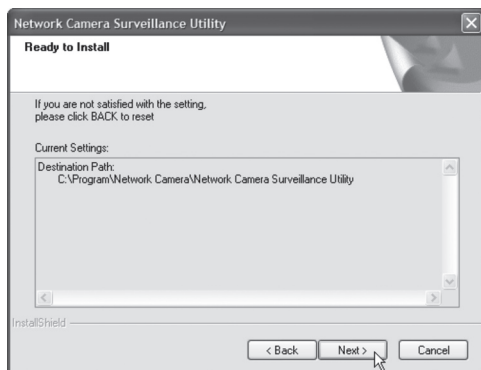 Network Camera Surveillance Utility
Ready to Install
If you are not satisfied with the setting,
please click BACK to reset
Current Settings:
Destination Path:
C:\Program\Network Camera\Network Camera Surveillance Utility
InstallShield
< Back
Next >
Cancel